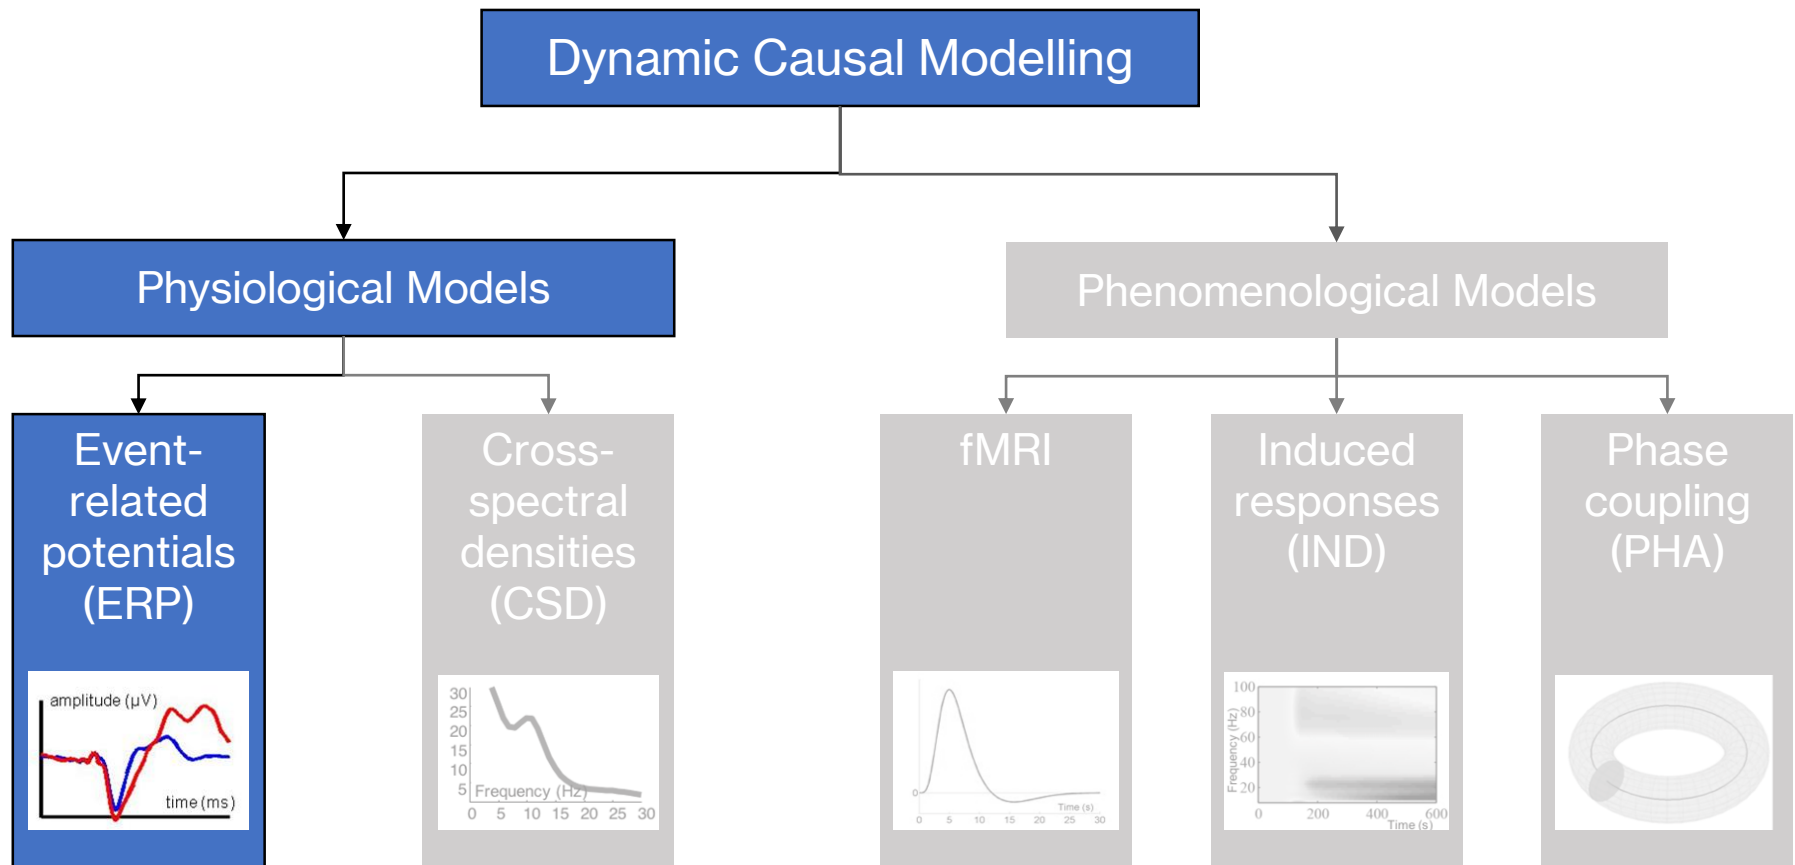 Dynamic Causal Modelling
Physiological Models
Phenomenological Models
Event-
related
potentials
(ERP)
amplitude (µV)
time (ms)
Cross-
spectral
densities
(CSD)
30
25
20
15
10
5
Frequency (Hz)
0 5 10 15 20 25 30
fMRI
0
Time (s)
0 5 10 15 20 25 30
Induced
responses
(IND)
100
80
60
40
20
Frequency (Hz)
0 200 400 600
Time (s)
Phase
coupling
(PHA)